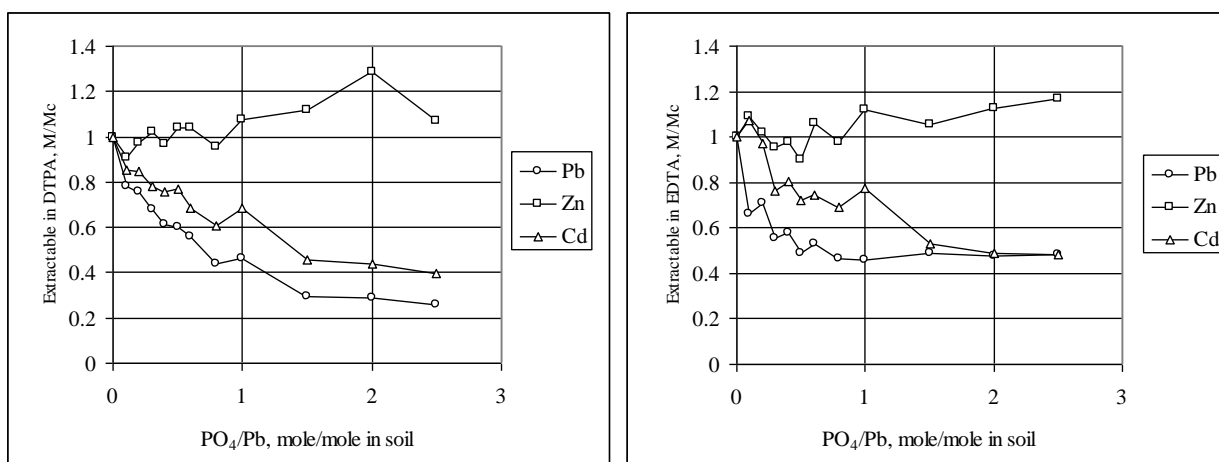 1.4
1.2
1
0.8
0.6
0.4
0.2
0
Extractable in DTPA, M/Mc
0 1 2 3
PO4/Pb, mole/mole in soil
Pb
Zn
Cd
1.4
1.2
1
0.8
0.6
0.4
0.2
0
Extractable in EDTA, M/Mc
0 1 2 3
PO4/Pb, mole/mole in soil
Pb
Zn
Cd